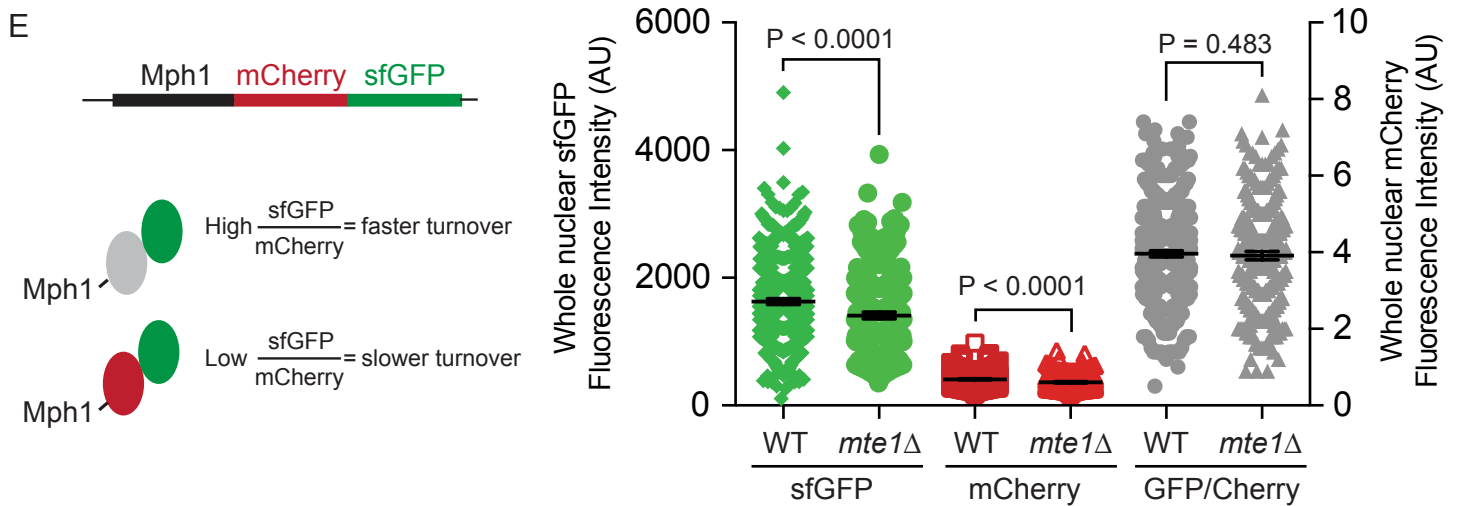 E
Mph1 mCherry sfGFP
High sfGFP
mCherry = faster turnover
Mph1
Low sfGFP
mCherry = slower turnover
Mph1
Whole nuclear sfGFP
Fluorescence Intensity (AU)
6000
4000
2000
0
P < 0.0001
P < 0.0001
P = 0.483
10
8
6
4
2
0
Whole nuclear mCherry
Fluorescence Intensity (AU)
WT mte1Δ WT mte1Δ WT mte1Δ
sfGFP mCherry GFP/Cherry